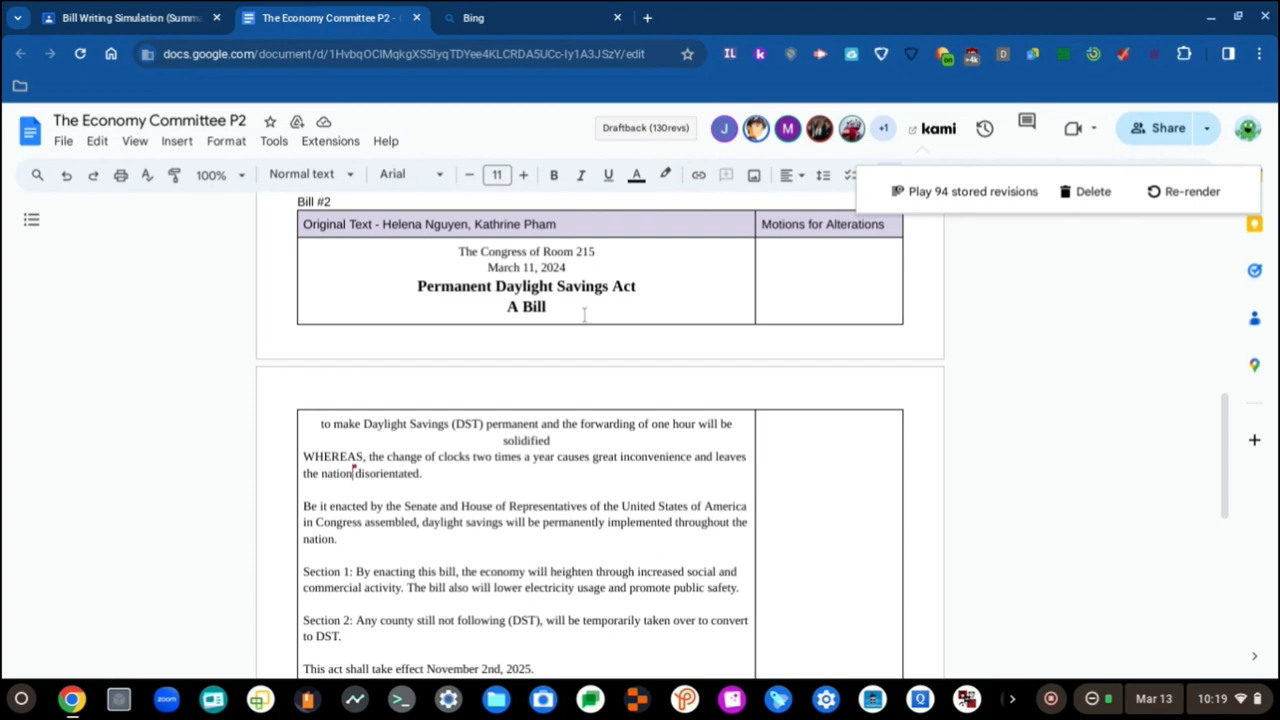 Bill Writing Simulation (Summ
The Economy Committee P2 -
Bing
docs.google.com/document/d/1HvbqOCIMqkgXS5IyqTDYee4KLCRDA5UCc-Iy1A3JSzY/edit
The Economy Committee P2
File Edit View Insert Format Tools Extensions Help
Draftback (130revs)
J
M
+1
kami
Share
100%
Normal text
Arial
11
Play 94 stored revisions
Delete
Re-render
Bill #2
Original Text - Helena Nguyen, Kathrine Pham
Motions for Alterations
The Congress of Room 215
March 11, 2024
Permanent Daylight Savings Act
A Bill
to make Daylight Savings (DST) permanent and the forwarding of one hour will be
solidified
WHEREAS, the change of clocks two times a year causes great inconvenience and leaves
the nation disorientated.
Be it enacted by the Senate and House of Representatives of the United States of America
in Congress assembled, daylight savings will be permanently implemented throughout the
nation.
Section 1: By enacting this bill, the economy will heighten through increased social and
commercial activity. The bill also will lower electricity usage and promote public safety.
Section 2: Any county still not following (DST), will be temporarily taken over to convert
to DST.
This act shall take effect November 2nd, 2025.
zoom
Mar 13
10:19